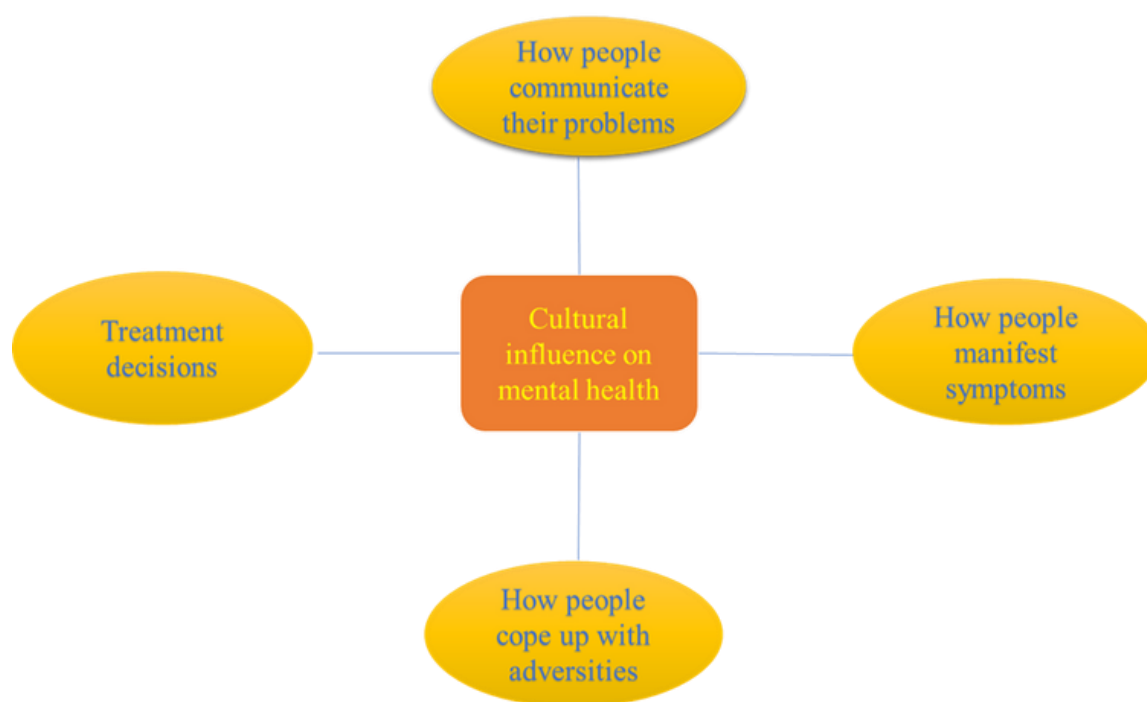 How people
communicate
their problems
Treatment
decisions
Cultural
influence on
mental health
How people
manifest
symptoms
How people
cope up with
adversities